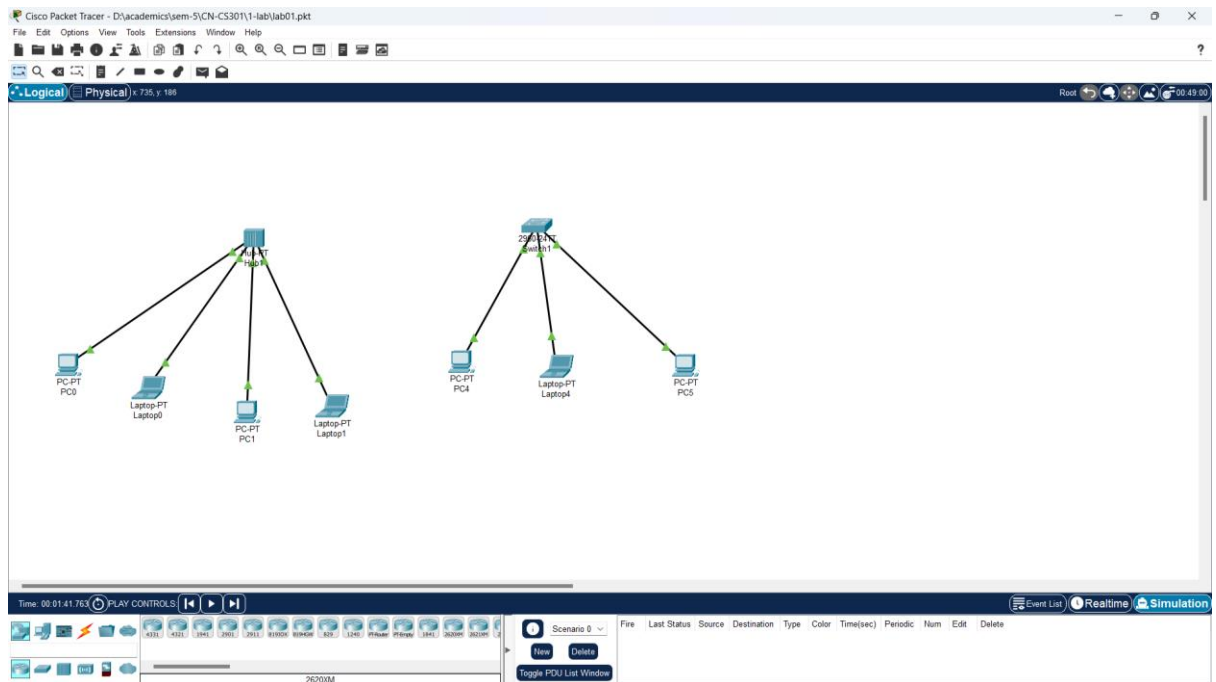 Cisco Packet Tracer - D:\academics\sem-5\CN-CS301\1-lab\lab01.pkt
File Edit Options View Tools Extensions Window Help
?
Logical Physical x: 735, y: 186 Root 00:49:00
Hub-PT
Hub1
Switch1
PC-PT
PC0
Laptop-PT
Laptop0
PC-PT
PC1
Laptop-PT
Laptop1
PC-PT
PC4
Laptop-PT
Laptop4
PC-PT
PC5
Time: 00:01:41.763 PLAY CONTROLS: Event List Realtime Simulation
4331 4321 1941 2901 2911 819IOX 819HGW 829 1240 PT-Router PT-Empty 1841 2620XM 2621XM 2
Scenario 0
New Delete
Toggle PDU List Window
Fire Last Status Source Destination Type Color Time(sec) Periodic Num Edit Delete
2620XM